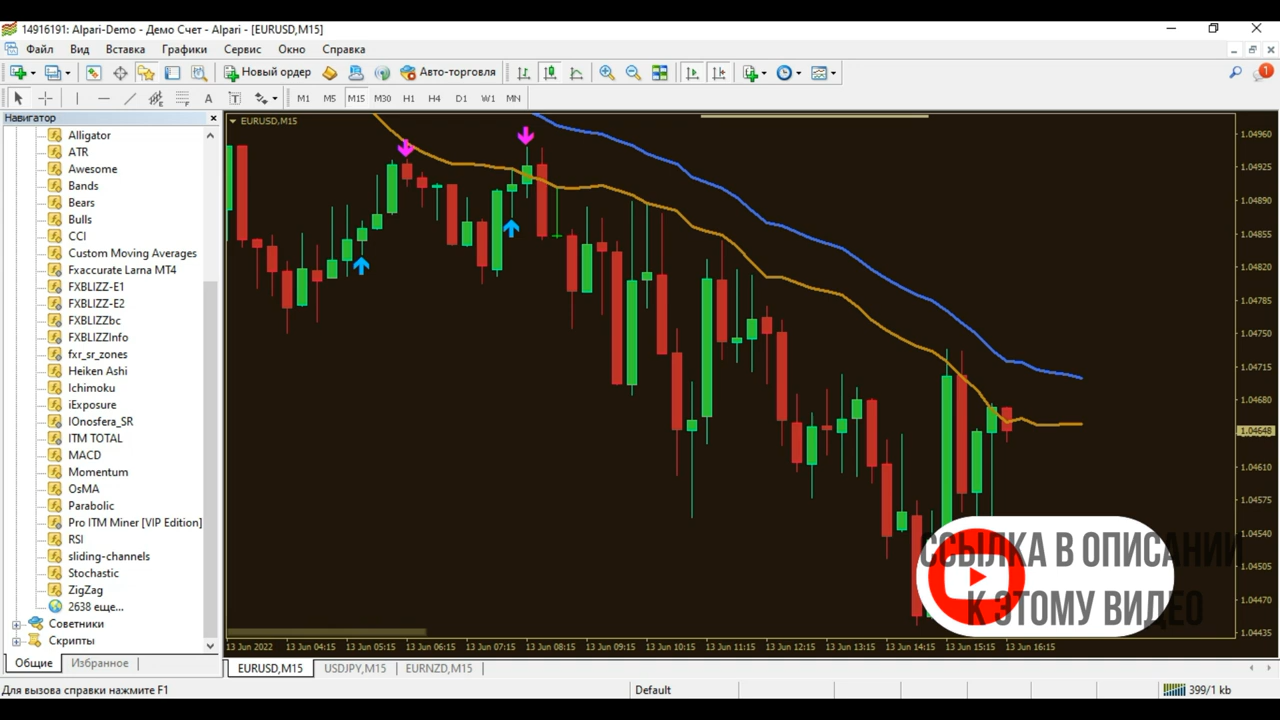 14916191: Alpari-Demo - Демо Счет - Alpari - [EURUSD,M15]
Файл Вид Вставка Графики Сервис Окно Справка
Новый ордер Авто-торговля 1
A T M1 M5 M15 M30 H1 H4 D1 W1 MN
Навигатор
Alligator
ATR
Awesome
Bands
Bears
Bulls
CCI
Custom Moving Averages
Fxaccurate Larna MT4
FXBLIZZ-E1
FXBLIZZ-E2
FXBLIZZbc
FXBLIZZInfo
fxr_sr_zones
Heiken Ashi
Ichimoku
iExposure
IOnosfera_SR
ITM TOTAL
MACD
Momentum
OsMA
Parabolic
Pro ITM Miner [VIP Edition]
RSI
sliding-channels
Stochastic
ZigZag
2638 еще...
Советники
Скрипты
Общие Избранное
EURUSD,M15
1.04960
1.04925
1.04890
1.04855
1.04820
1.04785
1.04750
1.04715
1.04680
1.04648
1.04610
1.04575
1.04540
1.04505
1.04470
1.04435
ССЫЛКА В ОПИСАНИИ
К ЭТОМУ ВИДЕО
13 Jun 2022 13 Jun 04:15 13 Jun 05:15 13 Jun 06:15 13 Jun 07:15 13 Jun 08:15 13 Jun 09:15 13 Jun 10:15 13 Jun 11:15 13 Jun 12:15 13 Jun 13:15 13 Jun 14:15 13 Jun 15:15 13 Jun 16:15
EURUSD,M15 USDJPY,M15 EURNZD,M15
Для вызова справки нажмите F1 Default 399/1 kb